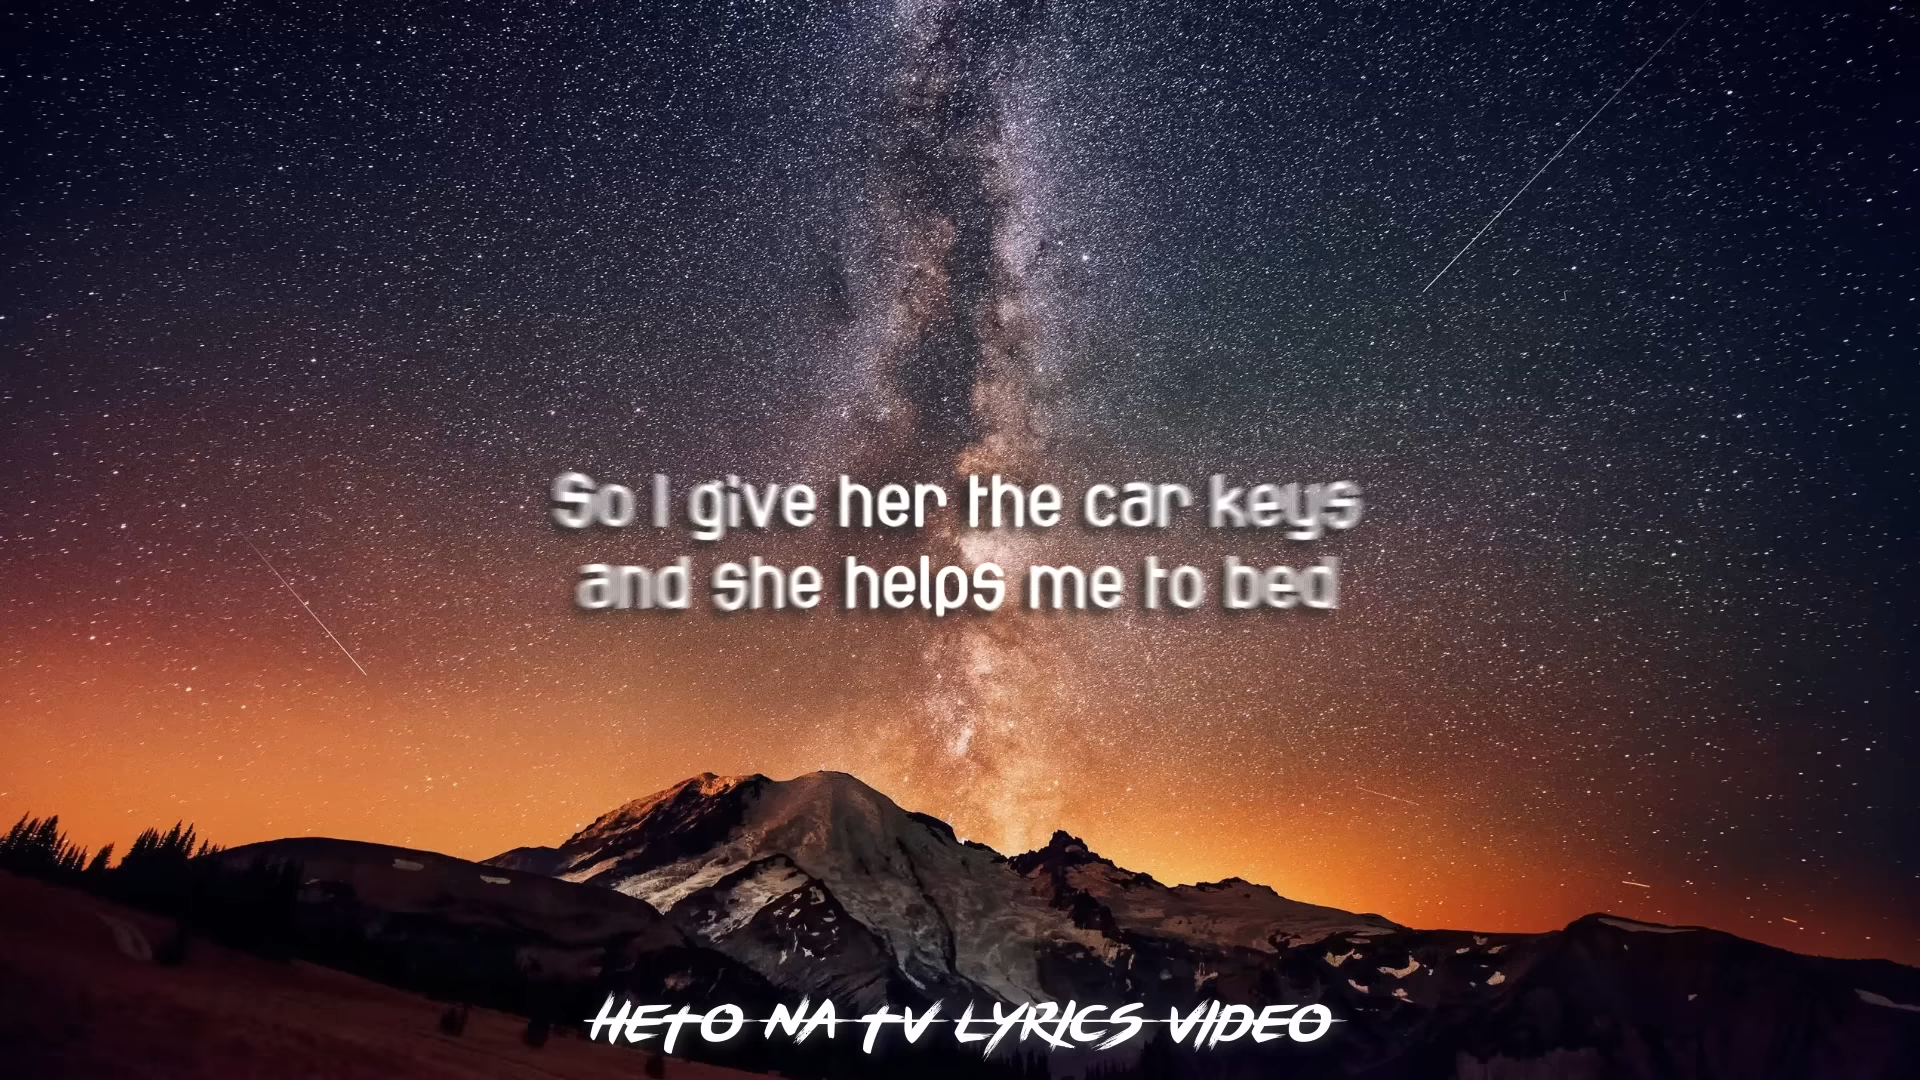 So I give her the car keys
and she helps me to bed
HETO NA TV LYRICS VIDEO